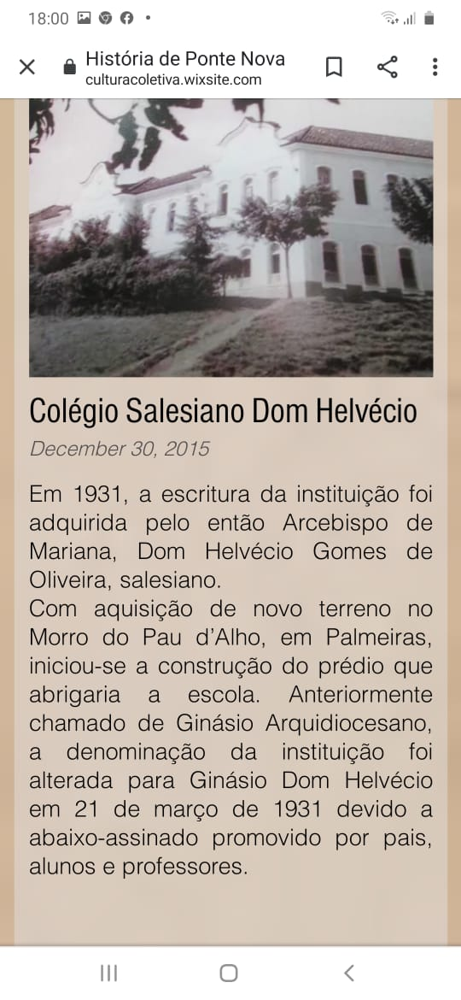 18:00
História de Ponte Nova
culturacoletiva.wixsite.com
Colégio Salesiano Dom Helvécio
December 30, 2015
Em 1931, a escritura da instituição foi
adquirida pelo então Arcebispo de
Mariana, Dom Helvécio Gomes de
Oliveira, salesiano.
Com aquisição de novo terreno no
Morro do Pau d'Alho, em Palmeiras,
iniciou-se a construção do prédio que
abrigaria a escola. Anteriormente
chamado de Ginásio Arquidiocesano,
a denominação da instituição foi
alterada para Ginásio Dom Helvécio
em 21 de março de 1931 devido a
abaixo-assinado promovido por pais,
alunos e professores.